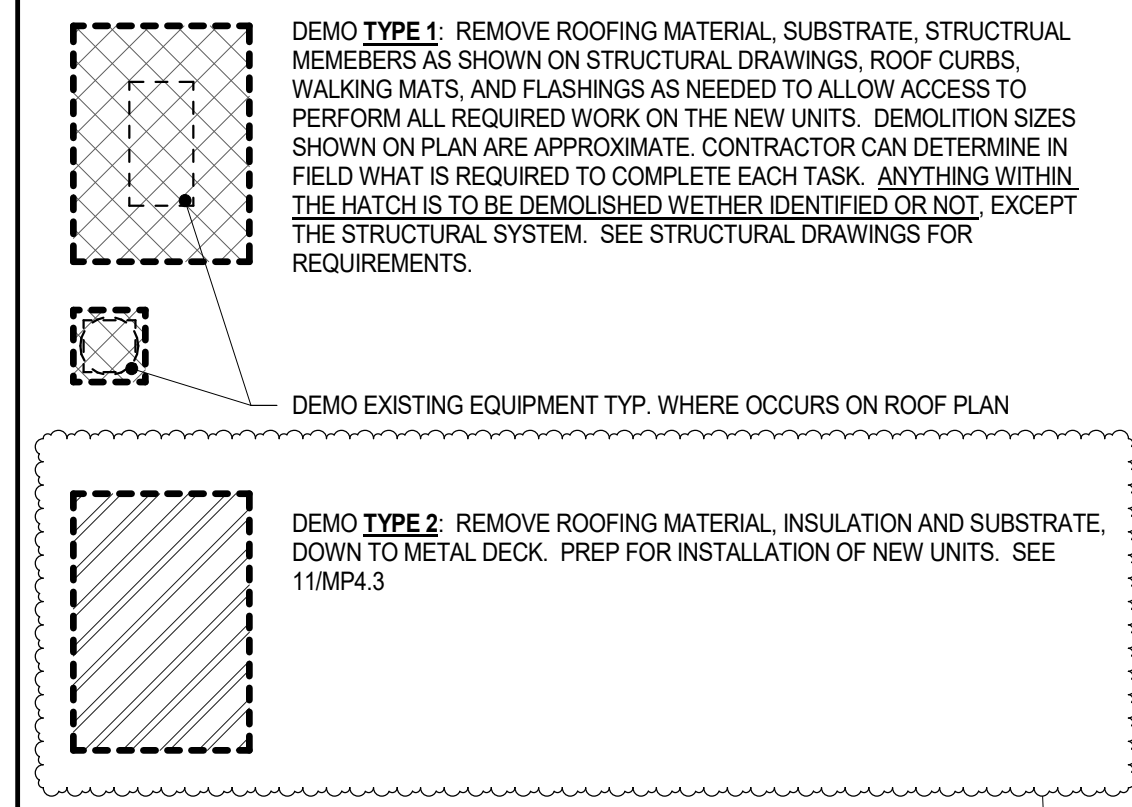 DEMO TYPE 1: REMOVE ROOFING MATERIAL, SUBSTRATE, STRUCTRUAL
MEMEBERS AS SHOWN ON STRUCTURAL DRAWINGS, ROOF CURBS,
WALKING MATS, AND FLASHINGS AS NEEDED TO ALLOW ACCESS TO
PERFORM ALL REQUIRED WORK ON THE NEW UNITS. DEMOLITION SIZES
SHOWN ON PLAN ARE APPROXIMATE. CONTRACTOR CAN DETERMINE IN
FIELD WHAT IS REQUIRED TO COMPLETE EACH TASK. ANYTHING WITHIN
THE HATCH IS TO BE DEMOLISHED WETHER IDENTIFIED OR NOT, EXCEPT
THE STRUCTURAL SYSTEM. SEE STRUCTURAL DRAWINGS FOR
REQUIREMENTS.
DEMO EXISTING EQUIPMENT TYP. WHERE OCCURS ON ROOF PLAN
DEMO TYPE 2: REMOVE ROOFING MATERIAL, INSULATION AND SUBSTRATE,
DOWN TO METAL DECK. PREP FOR INSTALLATION OF NEW UNITS. SEE
11/MP4.3